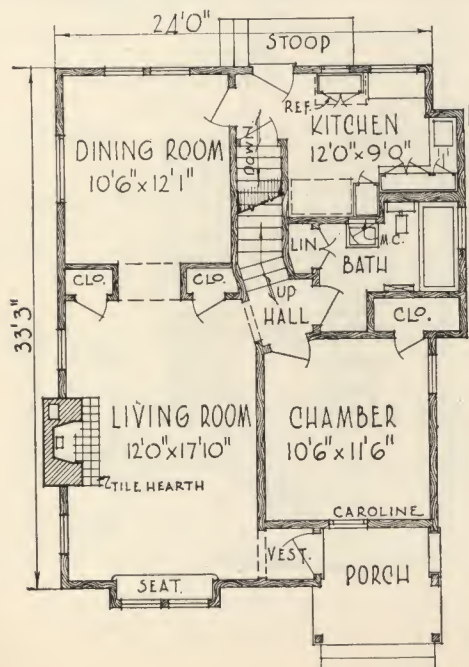 24'0"
STOOP
REF.
KITCHEN
12'0"x9'0"
DOWN
DINING ROOM
10'6"x12'1"
33'3"
LIN.
M.C.
BATH
CLO.
CLO.
UP
HALL
CLO.
LIVING ROOM
12'0"x17'10"
CHAMBER
10'6"x11'6"
TILE HEARTH
CAROLINE
VEST.
PORCH
SEAT.